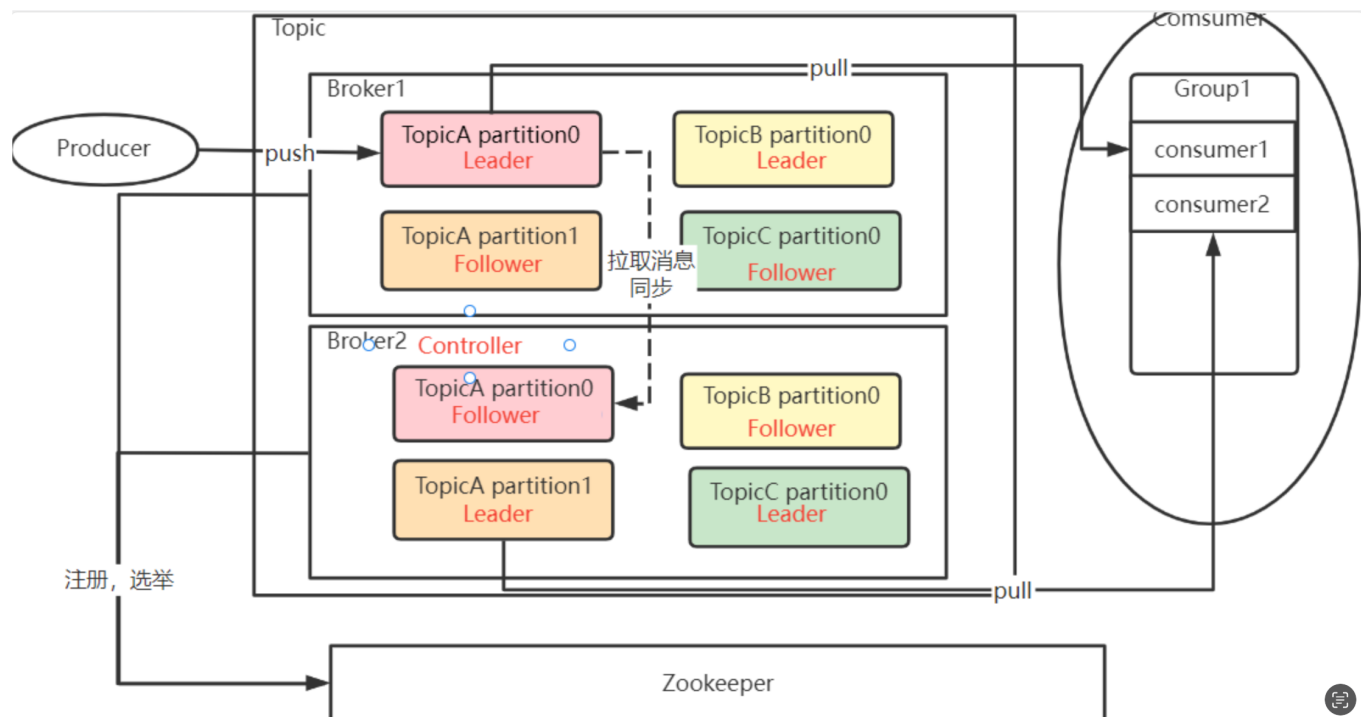 Topic
Comsumer
pull
Broker1
Group1
Producer
push
TopicA partition0
Leader
TopicB partition0
Leader
consumer1
consumer2
TopicA partition1
Follower
拉取消息
同步
TopicC partition0
Follower
Broker2
Controller
TopicA partition0
Follower
TopicB partition0
Follower
TopicA partition1
Leader
TopicC partition0
Leader
注册，选举
pull
Zookeeper